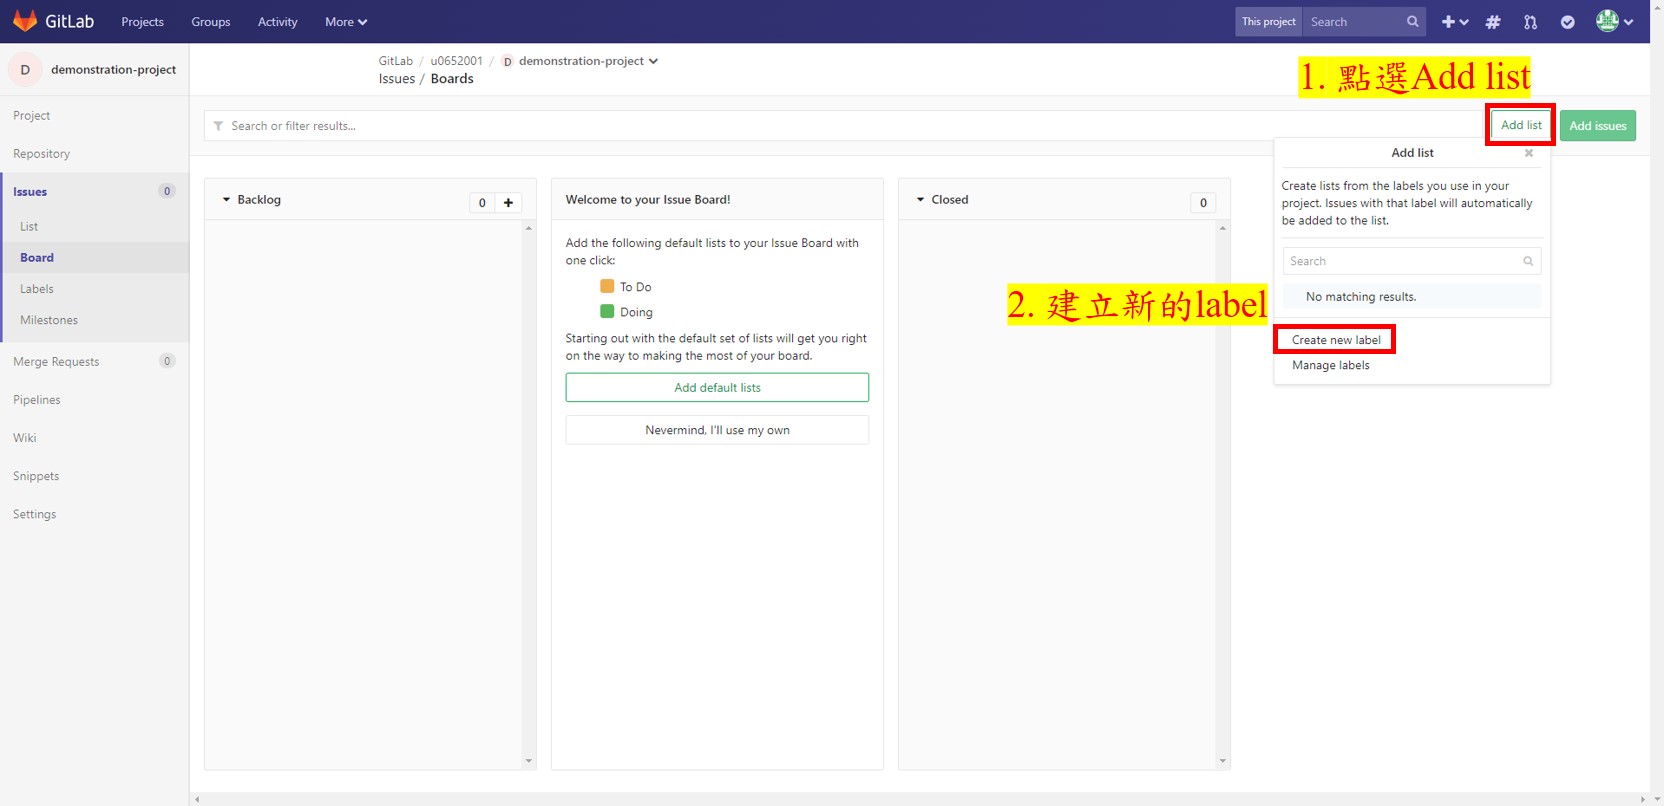 GitLab Projects Groups Activity More This project Search
D demonstration-project
GitLab / u0652001 / D demonstration-project
Issues / Boards
1. 點選Add list
Project
Repository
Issues 0
List
Board
Labels
Milestones
Merge Requests 0
Pipelines
Wiki
Snippets
Settings
Search or filter results...
Add list
Add issues
Backlog 0
Welcome to your Issue Board!
Add the following default lists to your Issue Board with
one click:
To Do
Doing
Starting out with the default set of lists will get you right
on the way to making the most of your board.
Add default lists
Nevermind, I'll use my own
Closed 0
Add list
Create lists from the labels you use in your
project. Issues with that label will automatically
be added to the list.
Search
No matching results.
2. 建立新的label
Create new label
Manage labels